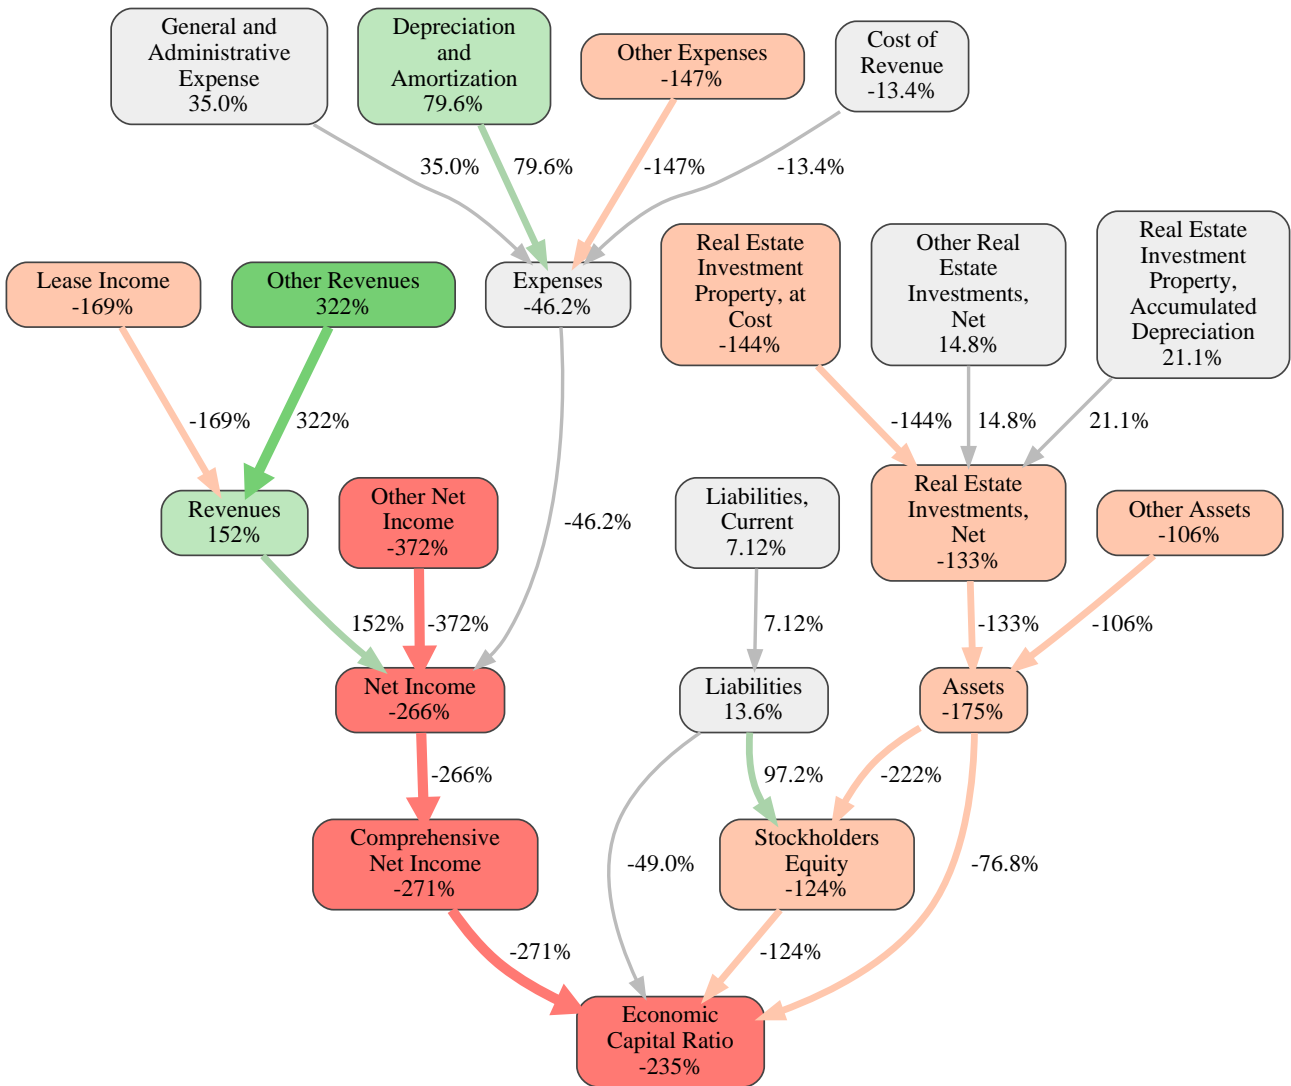 General and
Administrative
Expense
35.0%
Depreciation
and
Amortization
79.6%
Other Expenses
-147%
Cost of
Revenue
-13.4%
35.0%
79.6%
-147%
-13.4%
Lease Income
-169%
Other Revenues
322%
Expenses
-46.2%
Real Estate
Investment
Property, at
Cost
-144%
Other Real
Estate
Investments,
Net
14.8%
Real Estate
Investment
Property,
Accumulated
Depreciation
21.1%
-169%
322%
-144%
14.8%
21.1%
Revenues
152%
Other Net
Income
-372%
-46.2%
Liabilities,
Current
7.12%
Real Estate
Investments,
Net
-133%
Other Assets
-106%
152%
-372%
7.12%
-133%
-106%
Net Income
-266%
Liabilities
13.6%
Assets
-175%
-266%
97.2%
-222%
Comprehensive
Net Income
-271%
-49.0%
Stockholders
Equity
-124%
-76.8%
-271%
-124%
Economic
Capital Ratio
-235%